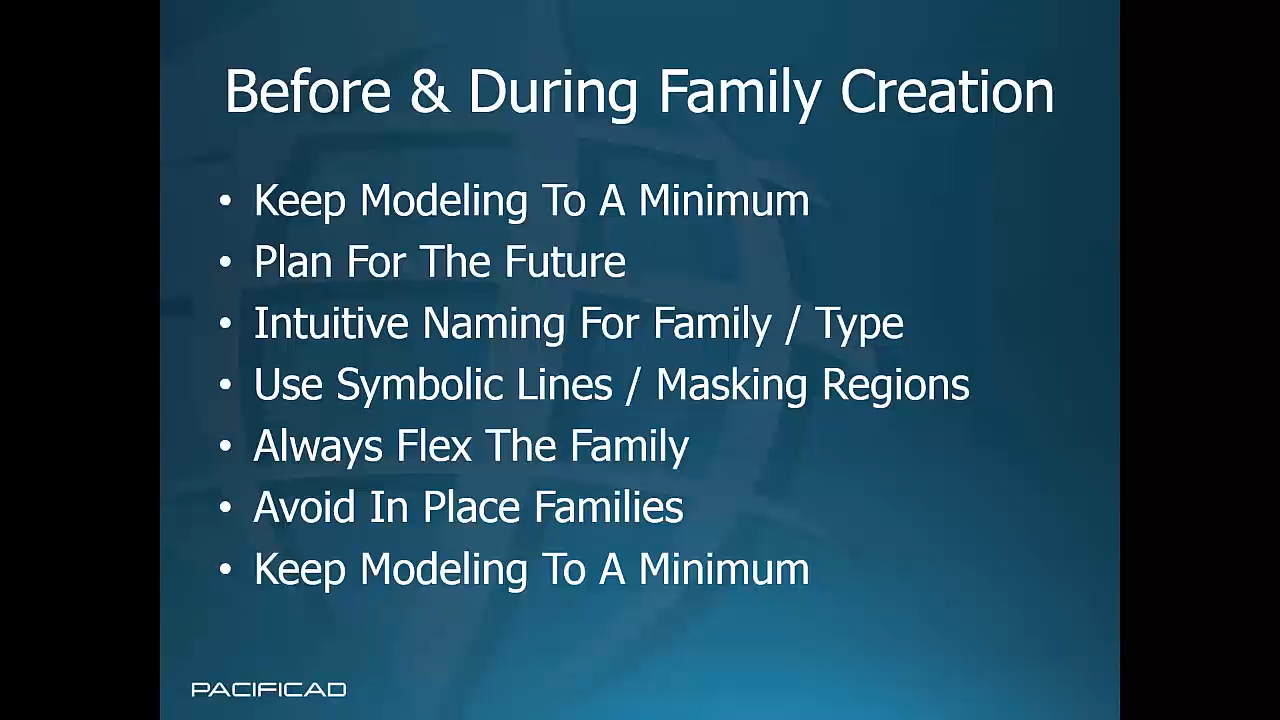 Before & During Family Creation
• Keep Modeling To A Minimum
• Plan For The Future
• Intuitive Naming For Family / Type
• Use Symbolic Lines / Masking Regions
• Always Flex The Family
• Avoid In Place Families
• Keep Modeling To A Minimum
PACIFICAD